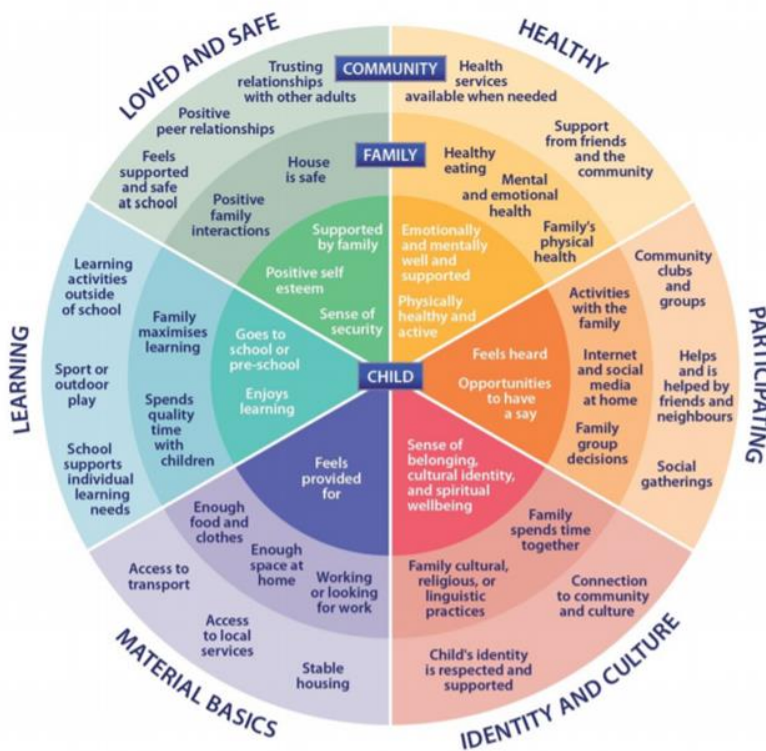 LOVED AND SAFE
COMMUNITY
Trusting
relationships
with other adults
Positive
peer relationships
Feels
supported
and safe
at school
FAMILY
House
is safe
Positive
family
interactions
Supported
by family
Positive self
esteem
Sense of
security
HEALTHY
Health
services
available when needed
Support
from friends
and the
community
Healthy
eating
Mental
and emotional
health
Family's
physical
health
Emotionally
and mentally
well and
supported
Physically
healthy and
active
PARTICIPATING
Community
clubs
and
groups
Helps
and is
helped by
friends and
neighbours
Social
gatherings
Activities
with the
family
Internet
and social
media
at home
Family
group
decisions
Feels heard
Opportunities
to have
a say
CHILD
IDENTITY AND CULTURE
Sense of
belonging,
cultural identity,
and spiritual
wellbeing
Family
spends time
together
Family cultural,
religious, or
linguistic
practices
Connection
to community
and culture
Child's identity
is respected and
supported
MATERIAL BASICS
Feels
provided
for
Enough
food and
clothes
Enough
space at
home
Working
or looking
for work
Access to
transport
Access
to local
services
Stable
housing
LEARNING
Learning
activities
outside
of school
Sport or
outdoor
play
School
supports
individual
learning
needs
Family
maximises
learning
Spends
quality
time
with
children
Goes to
school or
pre-school
Enjoys
learning